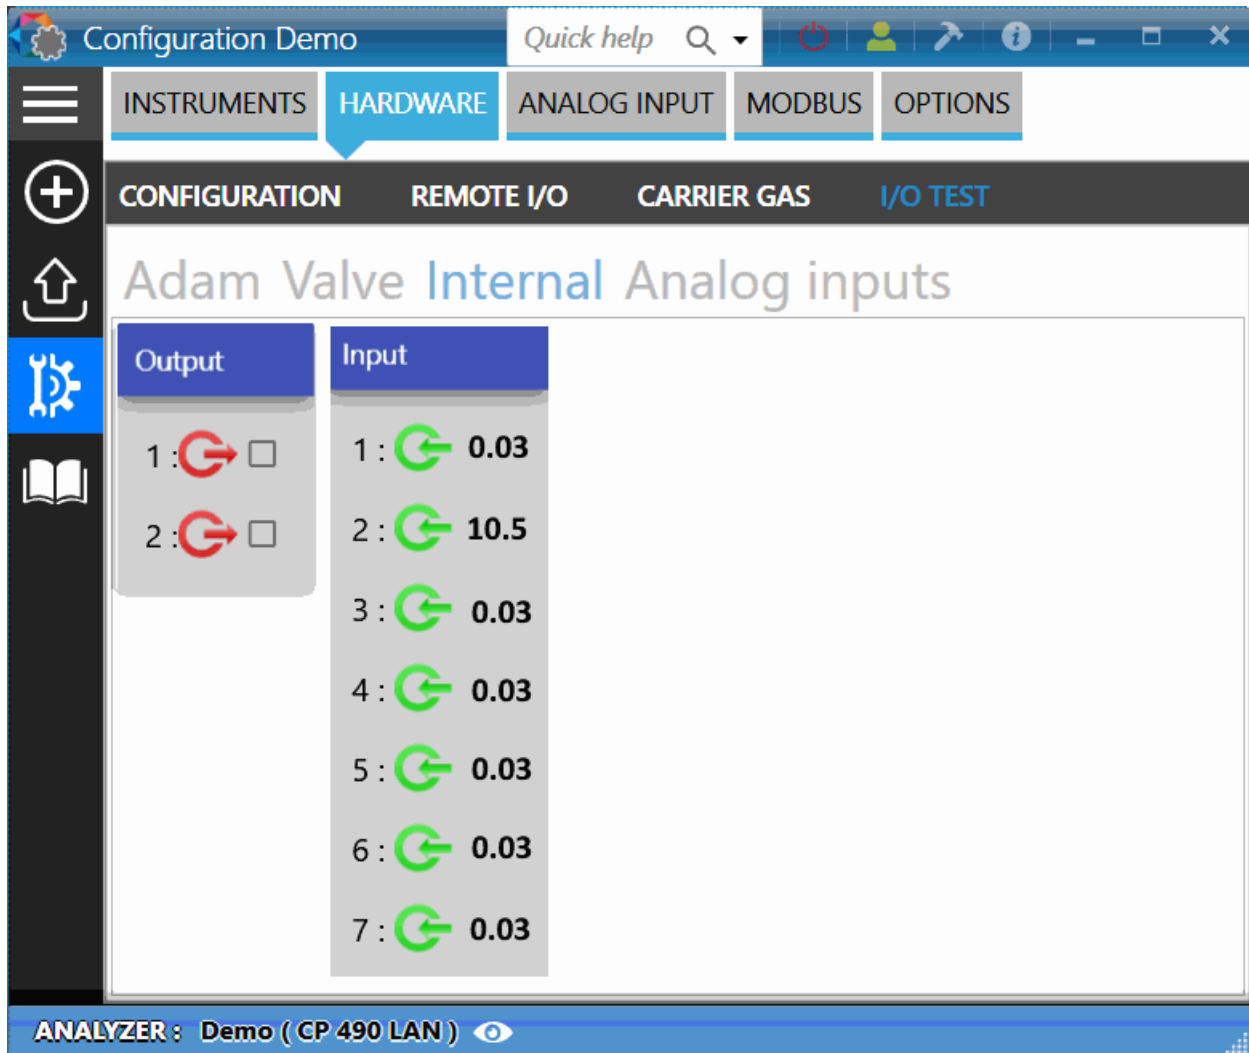 Configuration Demo Quick help
INSTRUMENTS HARDWARE ANALOG INPUT MODBUS OPTIONS
CONFIGURATION REMOTE I/O CARRIER GAS I/O TEST
Adam Valve Internal Analog inputs
Output Input
1 : 1 : 0.03
2 : 2 : 10.5
3 : 0.03
4 : 0.03
5 : 0.03
6 : 0.03
7 : 0.03
ANALYZER : Demo ( CP 490 LAN )